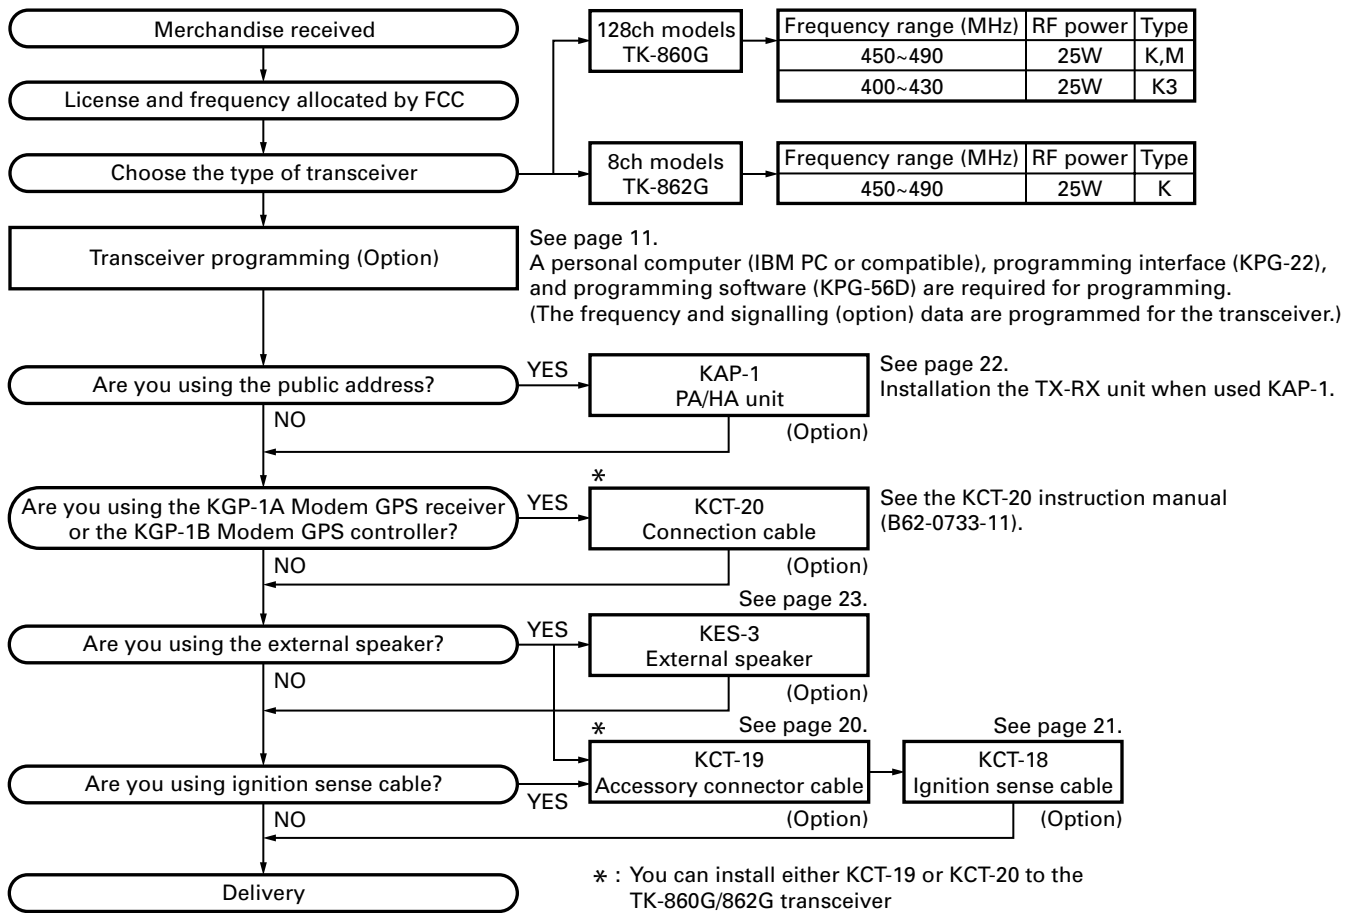 Merchandise received
License and frequency allocated by FCC
Choose the type of transceiver
128ch models
TK-860G
Frequency range (MHz) RF power Type
450~490 25W K,M
400~430 25W K3
8ch models
TK-862G
Frequency range (MHz) RF power Type
450~490 25W K
Transceiver programming (Option)
See page 11.
A personal computer (IBM PC or compatible), programming interface (KPG-22),
and programming software (KPG-56D) are required for programming.
(The frequency and signalling (option) data are programmed for the transceiver.)
Are you using the public address?
YES
NO
KAP-1
PA/HA unit
(Option)
See page 22.
Installation the TX-RX unit when used KAP-1.
Are you using the KGP-1A Modem GPS receiver
or the KGP-1B Modem GPS controller?
YES
NO
*
KCT-20
Connection cable
(Option)
See the KCT-20 instruction manual
(B62-0733-11).
Are you using the external speaker?
YES
NO
See page 23.
KES-3
External speaker
(Option)
Are you using ignition sense cable?
YES
NO
*
See page 20.
KCT-19
Accessory connector cable
(Option)
See page 21.
KCT-18
Ignition sense cable
(Option)
Delivery
* : You can install either KCT-19 or KCT-20 to the
TK-860G/862G transceiver